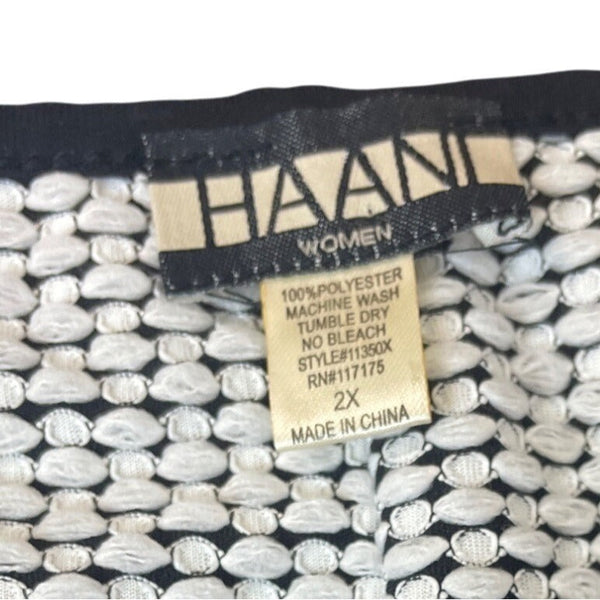 HAANI
WOMEN
100%POLYESTER
MACHINE WASH
TUMBLE DRY
NO BLEACH
STYLE#11350X
RN#117175
2X
MADE IN CHINA